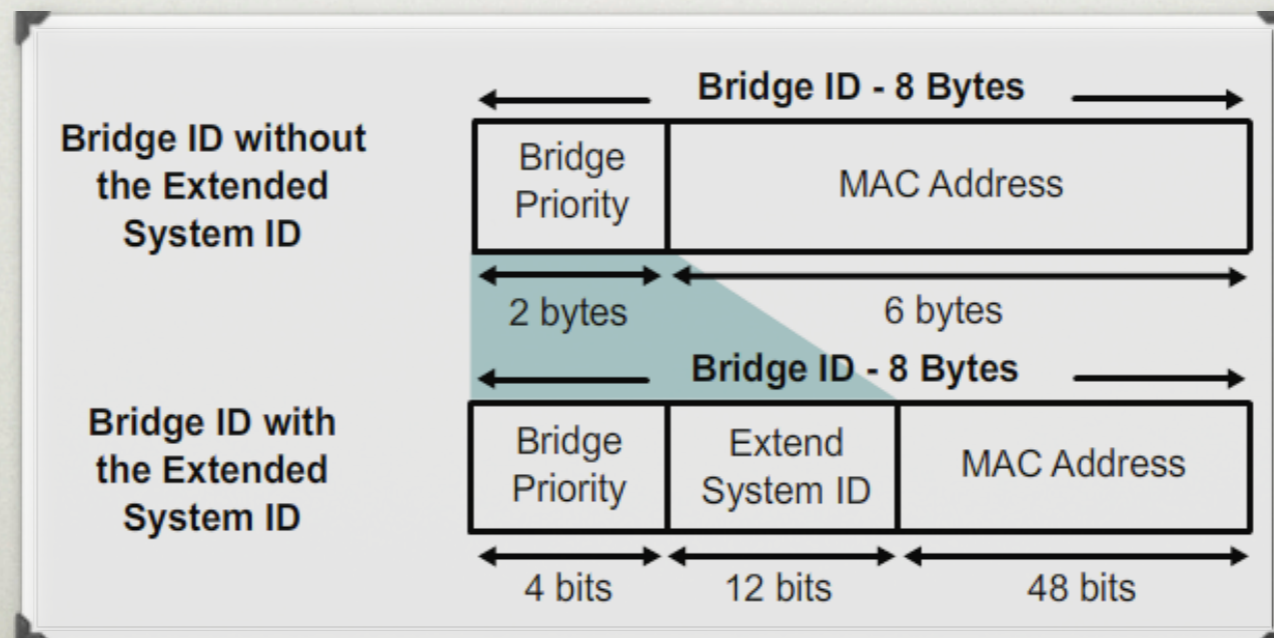 Bridge ID - 8 Bytes
Bridge ID without
the Extended
System ID
Bridge
Priority
MAC Address
2 bytes
6 bytes
Bridge ID - 8 Bytes
Bridge ID with
the Extended
System ID
Bridge
Priority
Extend
System ID
MAC Address
4 bits
12 bits
48 bits